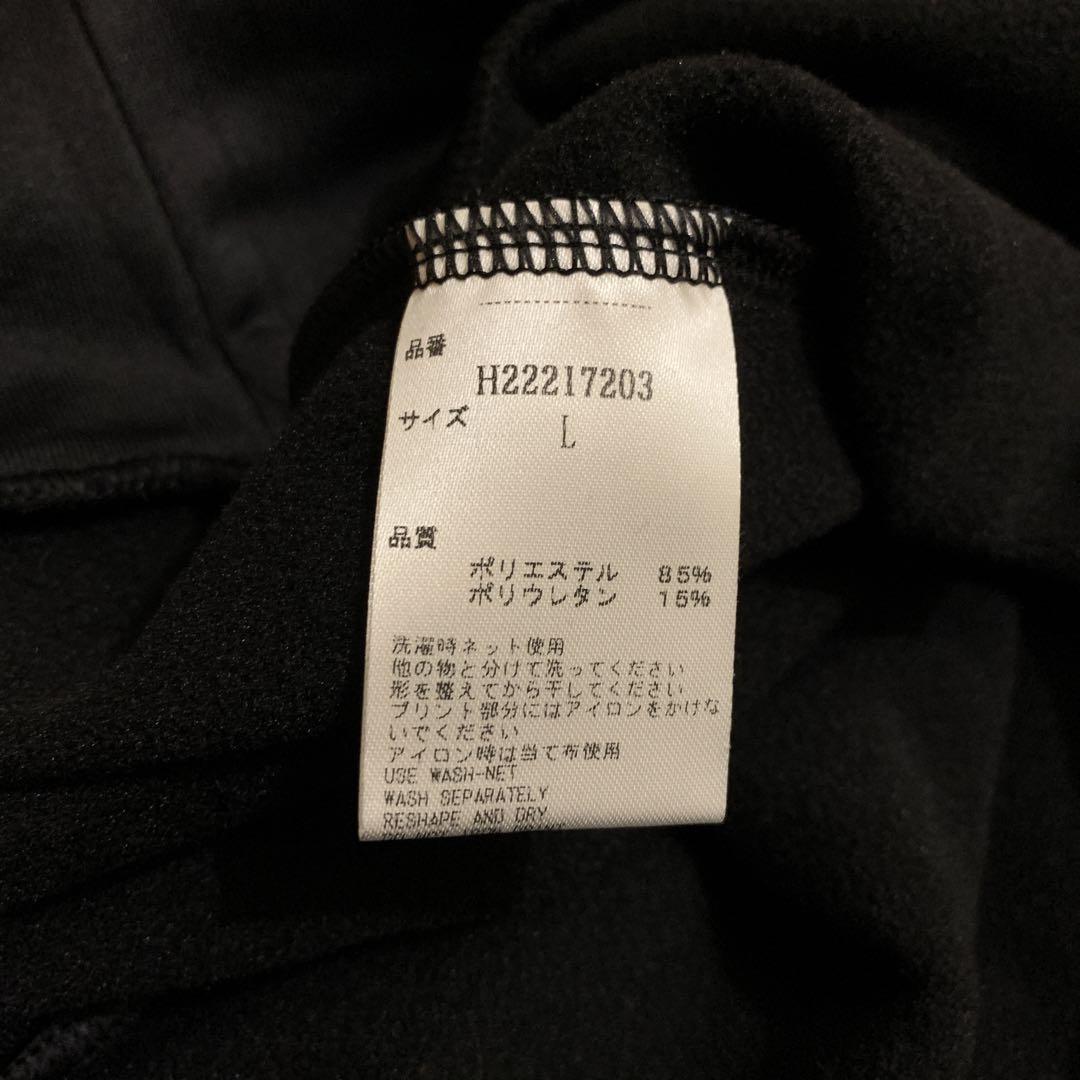 品番
H22217203
サイズ
L
品質
ポリエステル 85%
ポリウレタン 15%
洗濯時ネット使用
他の物と分けて洗ってください
形を整えてから干してください
プリント部分にはアイロンをかけな
いでください
アイロン時は当て布使用
USE WASH-NET
WASH SEPARATELY
RESHAPE AND DRY